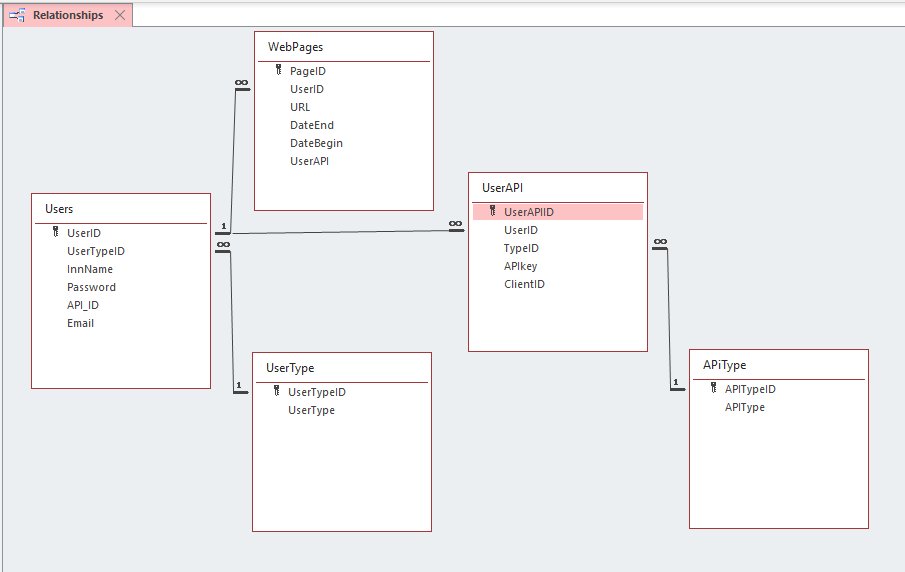 Relationships
WebPages
PageID
UserID
URL
DateEnd
DateBegin
UserAPI
Users
UserID
UserTypeID
InnName
Password
API_ID
Email
UserAPI
UserAPIID
UserID
TypeID
APIkey
ClientID
UserType
UserTypeID
UserType
APiType
APITypeID
APIType
1
∞
∞
∞
1
∞
1